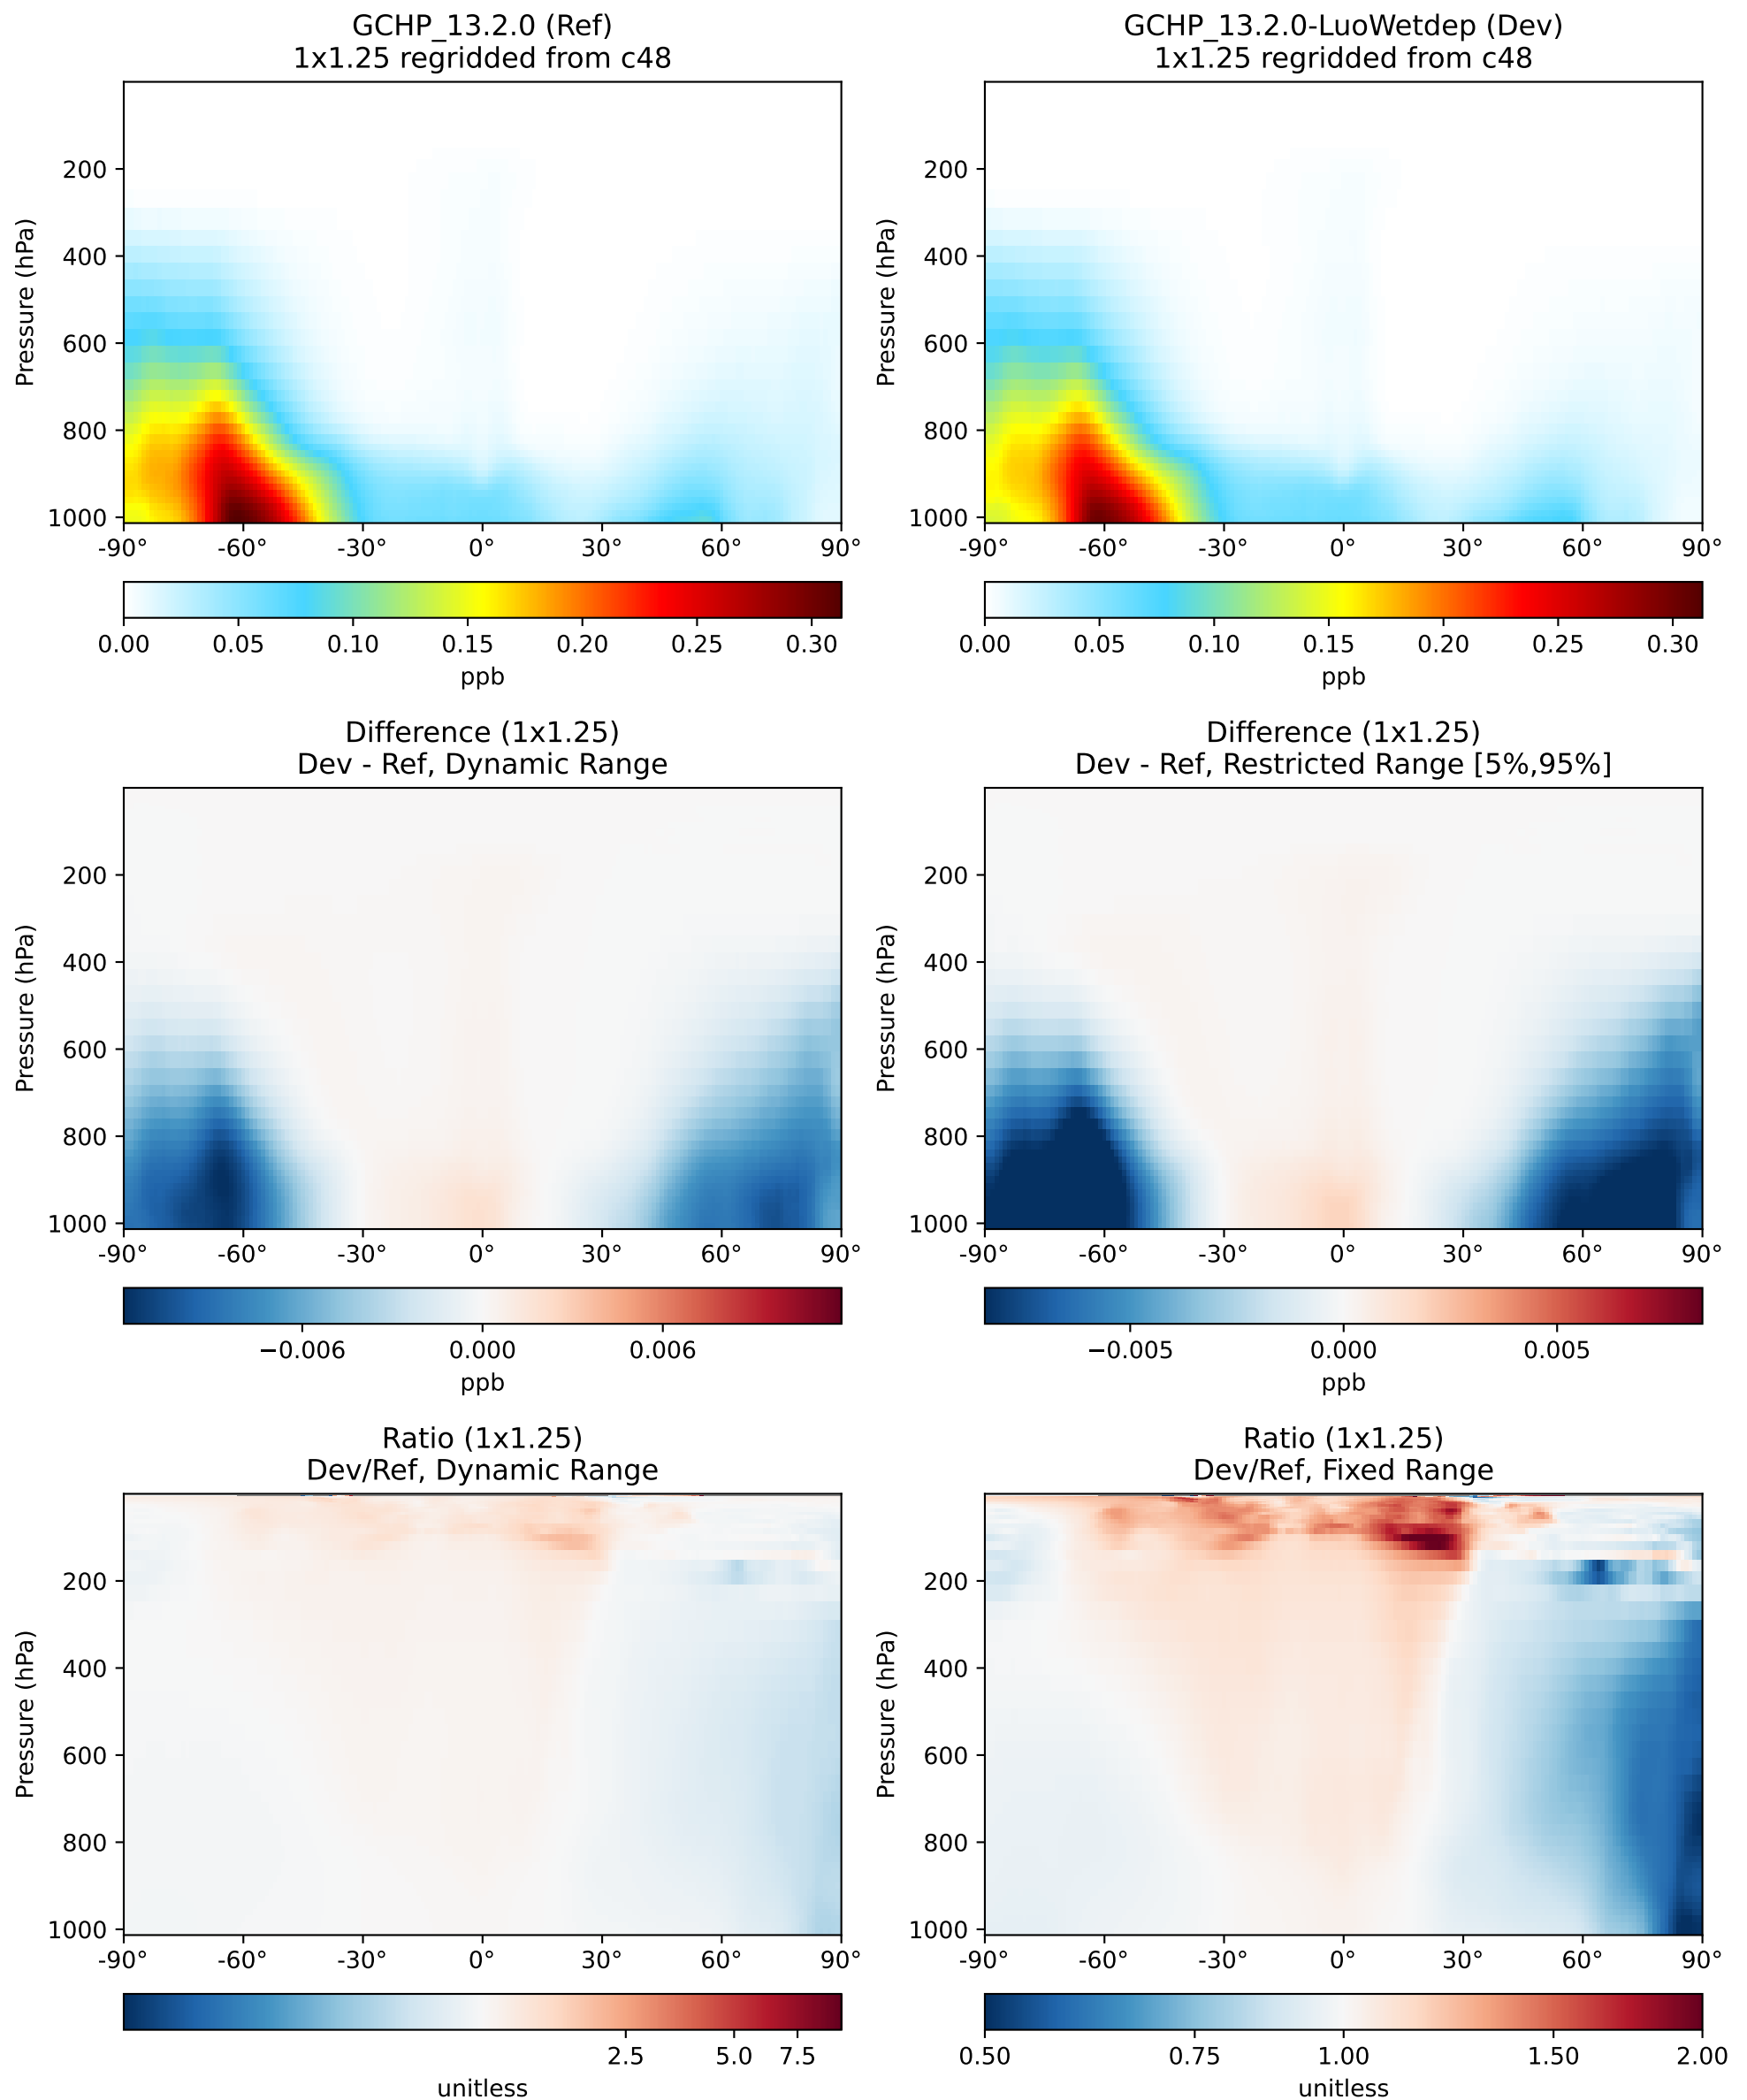 GCHP_13.2.0 (Ref)
1x1.25 regridded from c48
Pressure (hPa)
200
400
600
800
1000
-90° -60° -30° 0° 30° 60° 90°
0.00 0.05 0.10 0.15 0.20 0.25 0.30
ppb
GCHP_13.2.0-LuoWetdep (Dev)
1x1.25 regridded from c48
Pressure (hPa)
200
400
600
800
1000
-90° -60° -30° 0° 30° 60° 90°
0.00 0.05 0.10 0.15 0.20 0.25 0.30
ppb
Difference (1x1.25)
Dev - Ref, Dynamic Range
Pressure (hPa)
200
400
600
800
1000
-90° -60° -30° 0° 30° 60° 90°
−0.006 0.000 0.006
ppb
Difference (1x1.25)
Dev - Ref, Restricted Range [5%,95%]
Pressure (hPa)
200
400
600
800
1000
-90° -60° -30° 0° 30° 60° 90°
−0.005 0.000 0.005
ppb
Ratio (1x1.25)
Dev/Ref, Dynamic Range
Pressure (hPa)
200
400
600
800
1000
-90° -60° -30° 0° 30° 60° 90°
2.5 5.0 7.5
unitless
Ratio (1x1.25)
Dev/Ref, Fixed Range
Pressure (hPa)
200
400
600
800
1000
-90° -60° -30° 0° 30° 60° 90°
0.50 0.75 1.00 1.50 2.00
unitless